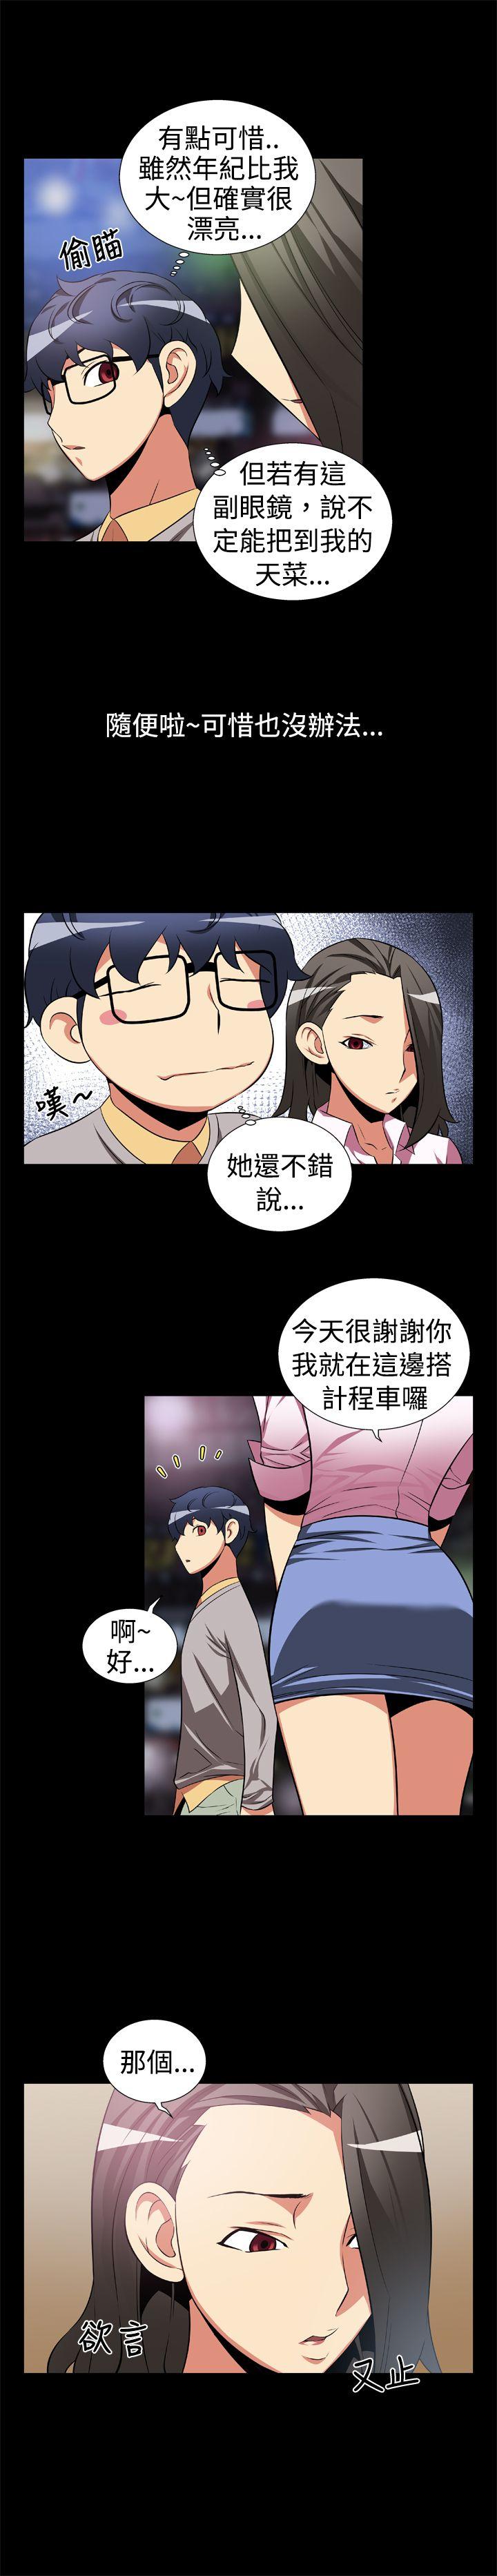 有點可惜..
雖然年紀比我
大~但確實很
漂亮...
偷瞄
但若有這
副眼鏡，說不
定能把到我的
天菜...
隨便啦~可惜也沒辦法...
嘆~
她還不錯
說...
今天很謝謝你
我就在這邊搭
計程車囉
啊~
好...
那個...
欲言
又止